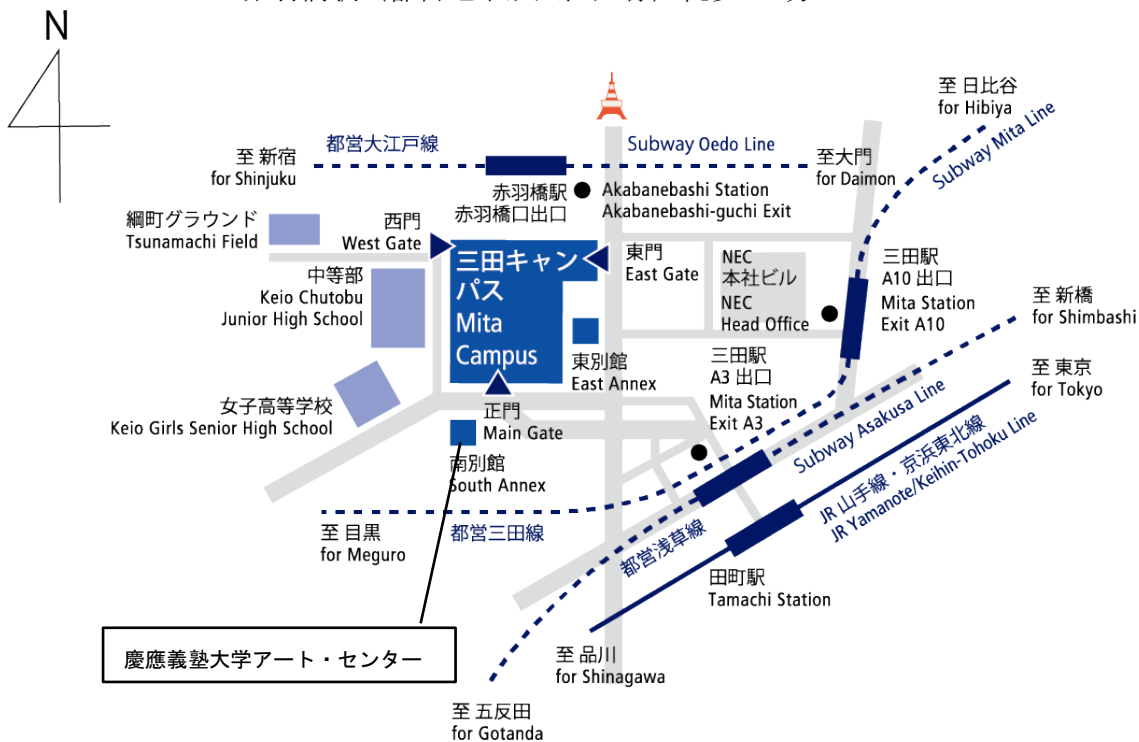 N
都営大江戸線
Subway Oedo Line
至 新宿
for Shinjuku
至大門
for Daimon
至 日比谷
for Hibiya
Subway Mita Line
赤羽橋駅
赤羽橋口出口
Akabanebashi Station
Akabanebashi-guchi Exit
綱町グラウンド
Tsunamachi Field
西門
West Gate
三田キャン
パス
Mita
Campus
東門
East Gate
NEC
本社ビル
NEC
Head Office
三田駅
A10 出口
Mita Station
Exit A10
中等部
Keio Chutobu
Junior High School
東別館
East Annex
三田駅
A3 出口
Mita Station
Exit A3
至 新橋
for Shimbashi
至 東京
for Tokyo
女子高等学校
Keio Girls Senior High School
正門
Main Gate
南別館
South Annex
Subway Asakusa Line
JR 山手線・京浜東北線
JR Yamanote/Keihin-Tohoku Line
至 目黒
for Meguro
都営三田線
都営浅草線
田町駅
Tamachi Station
慶應義塾大学アート・センター
至 品川
for Shinagawa
至 五反田
for Gotanda